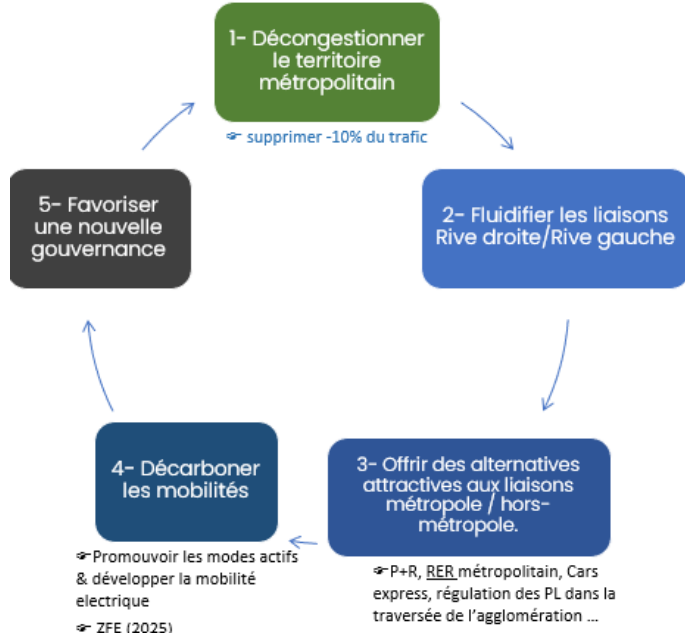 1- Décongestionner
le territoire
métropolitain
☞ supprimer -10% du trafic
2- Fluidifier les liaisons
Rive droite/Rive gauche
3- Offrir des alternatives
attractives aux liaisons
métropole / hors-
métropole.
☞P+R, RER métropolitain, Cars
express, régulation des PL dans la
traversée de l’agglomération ...
4- Décarboner
les mobilités
☞Promouvoir les modes actifs
& développer la mobilité
electrique
☞ ZFE (2025)
5- Favoriser
une nouvelle
gouvernance